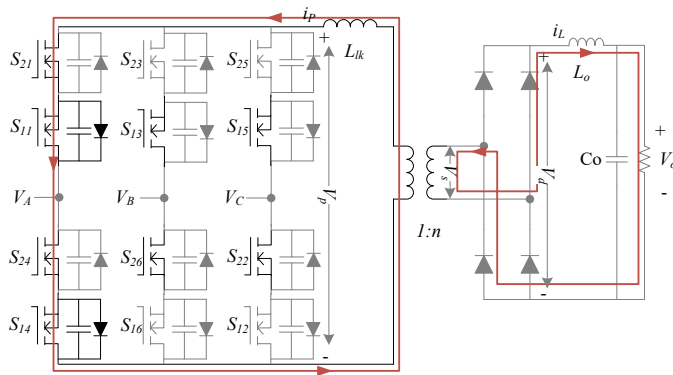 i_P
i_L
S_21
S_23
S_25
+
L_lk
+
L_o
S_11
S_13
S_15
Co
+
V_o
-
V_A
V_B
V_C
V_p
V_s
V_d
1:n
S_24
S_26
S_22
S_14
S_16
S_12
-
-